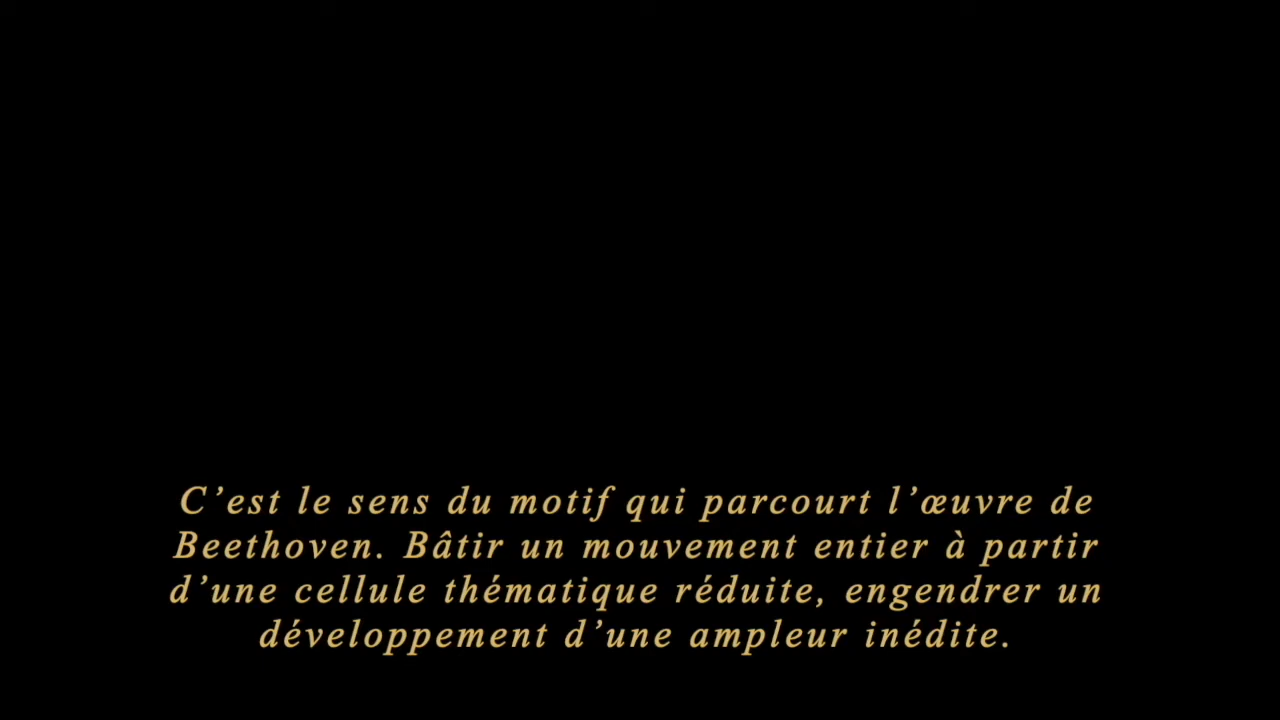 C’est le sens du motif qui parcourt l’œuvre de
Beethoven. Bâtir un mouvement entier à partir
d’une cellule thématique réduite, engendrer un
développement d’une ampleur inédite.